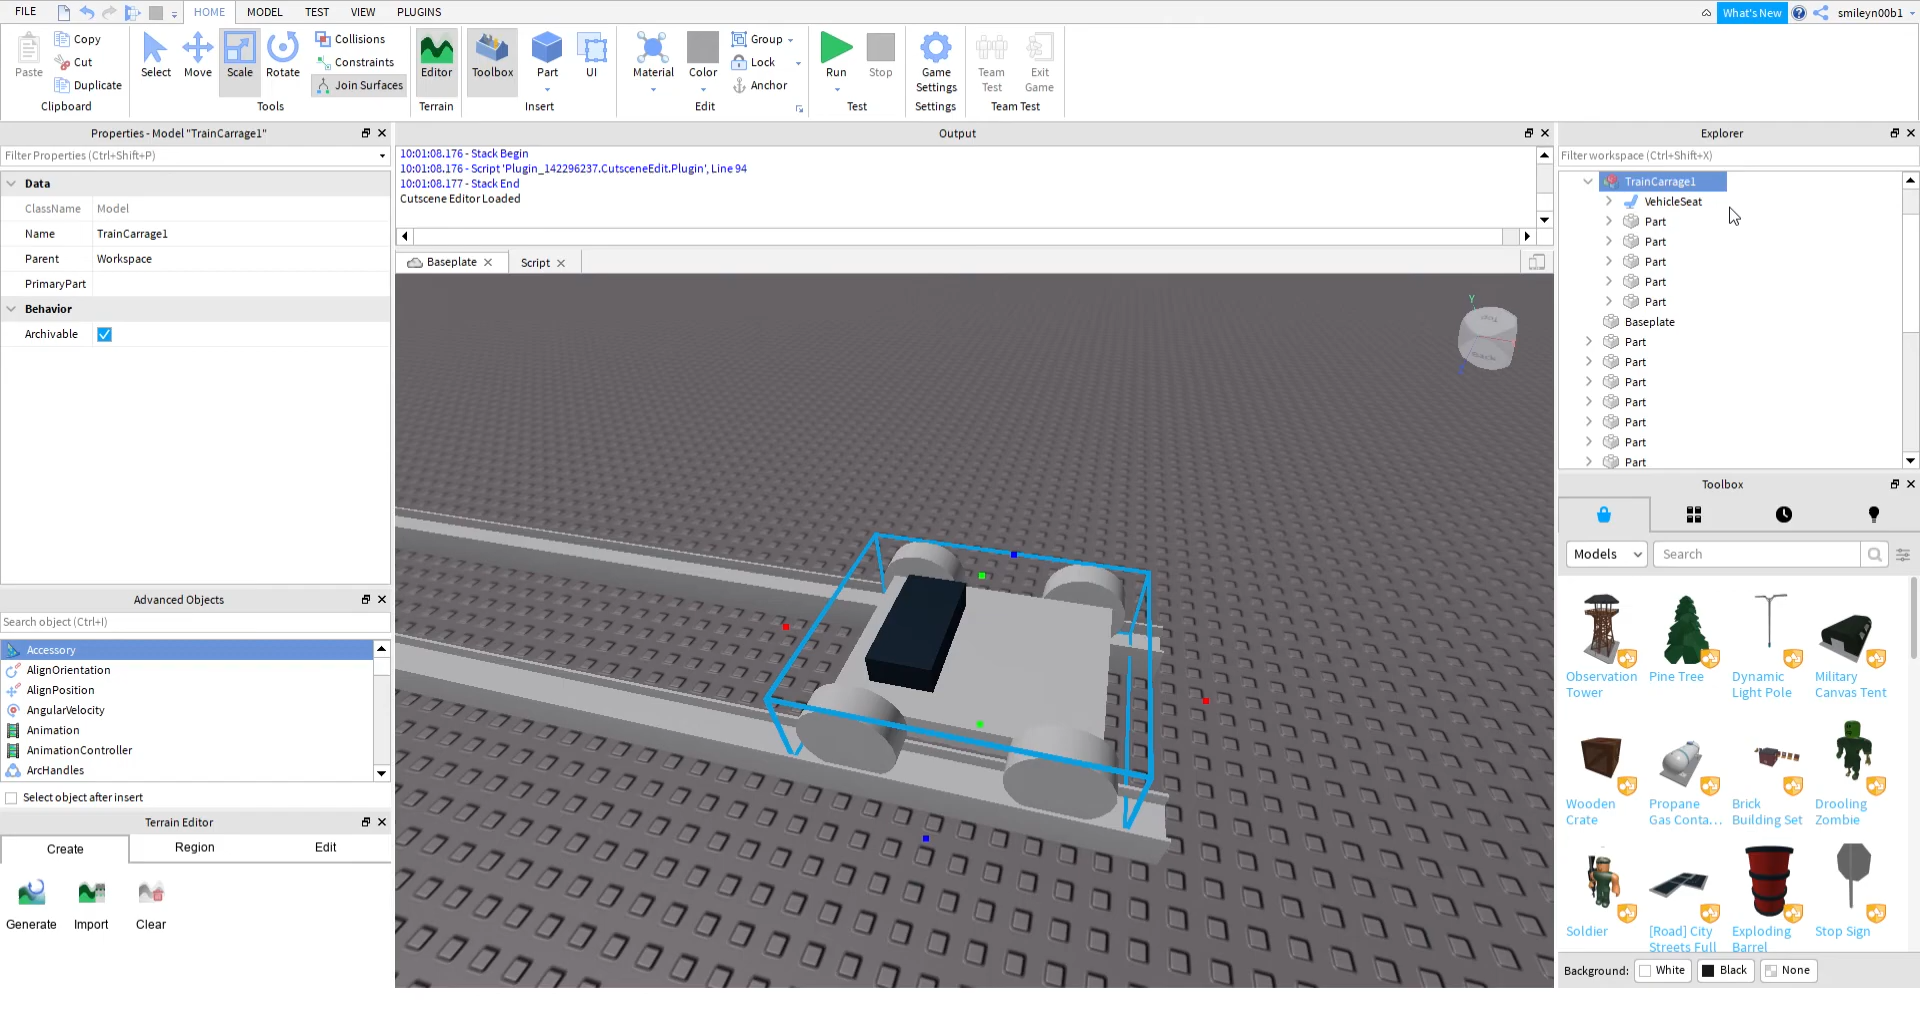 FILE
HOME
MODEL
TEST
VIEW
PLUGINS
What's New
smileyn00b1
Paste
Copy
Cut
Duplicate
Clipboard
Select
Move
Scale
Rotate
Collisions
Constraints
Join Surfaces
Tools
Editor
Terrain
Toolbox
Part
UI
Insert
Material
Color
Group
Lock
Anchor
Edit
Run
Stop
Test
Game
Settings
Settings
Team
Test
Exit
Game
Team Test
Properties - Model "TrainCarrage1"
Filter Properties (Ctrl+Shift+P)
Data
ClassName Model
Name TrainCarrage1
Parent Workspace
PrimaryPart
Behavior
Archivable
Advanced Objects
Search object (Ctrl+I)
Accessory
AlignOrientation
AlignPosition
AngularVelocity
Animation
AnimationController
ArcHandles
Select object after insert
Terrain Editor
Create
Region
Edit
Generate
Import
Clear
Output
10:01:08.176 - Stack Begin
10:01:08.176 - Script 'Plugin_142296237.CutsceneEdit.Plugin', Line 94
10:01:08.177 - Stack End
Cutscene Editor Loaded
Baseplate
Script
Y
Explorer
Filter workspace (Ctrl+Shift+X)
TrainCarrage1
VehicleSeat
Part
Part
Part
Part
Part
Baseplate
Part
Part
Part
Part
Part
Part
Part
Toolbox
Models
Search
Observation
Tower
Pine Tree
Dynamic
Light Pole
Military
Canvas Tent
Wooden
Crate
Propane
Gas Conta...
Brick
Building Set
Drooling
Zombie
Soldier
[Road] City
Streets Full
Exploding
Barrel
Stop Sign
Background:
White
Black
None